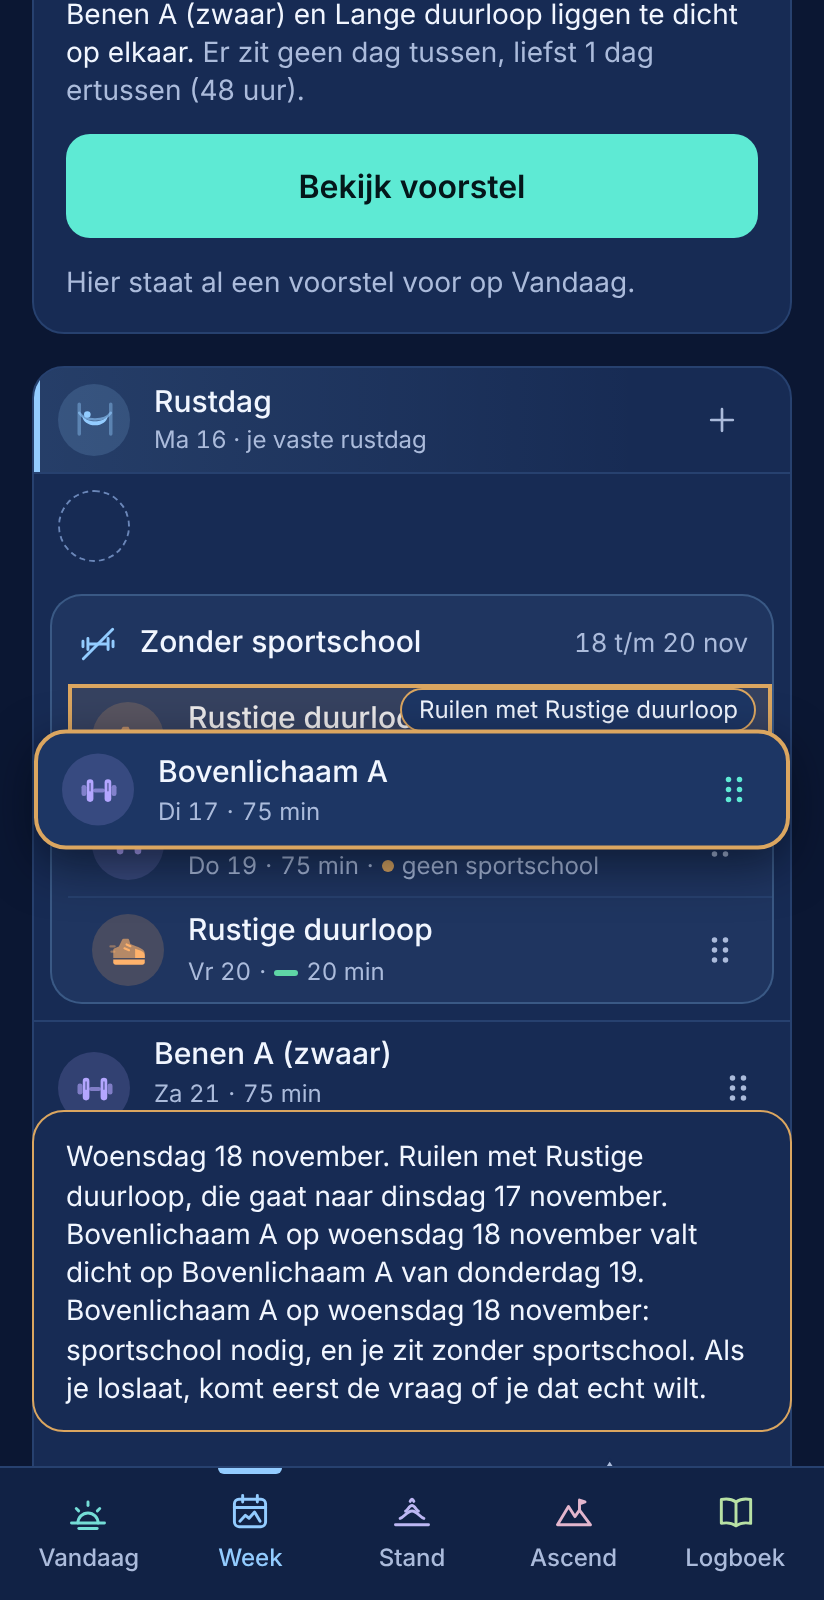 Benen A (zwaar) en Lange duurloop liggen te dicht
op elkaar. Er zit geen dag tussen, liefst 1 dag
ertussen (48 uur).
Bekijk voorstel
Hier staat al een voorstel voor op Vandaag.
Rustdag
Ma 16 · je vaste rustdag
Zonder sportschool
18 t/m 20 nov
Rustige
Ruilen met Rustige duurloop
Bovenlichaam A
Di 17 · 75 min
Do 19 · 75 min · geen sportschool
Rustige duurloop
Vr 20 · 20 min
Benen A (zwaar)
Za 21 · 75 min
Woensdag 18 november. Ruilen met Rustige
duurloop, die gaat naar dinsdag 17 november.
Bovenlichaam A op woensdag 18 november valt
dicht op Bovenlichaam A van donderdag 19.
Bovenlichaam A op woensdag 18 november:
sportschool nodig, en je zit zonder sportschool. Als
je loslaat, komt eerst de vraag of je dat echt wilt.
Vandaag
Week
Stand
Ascend
Logboek